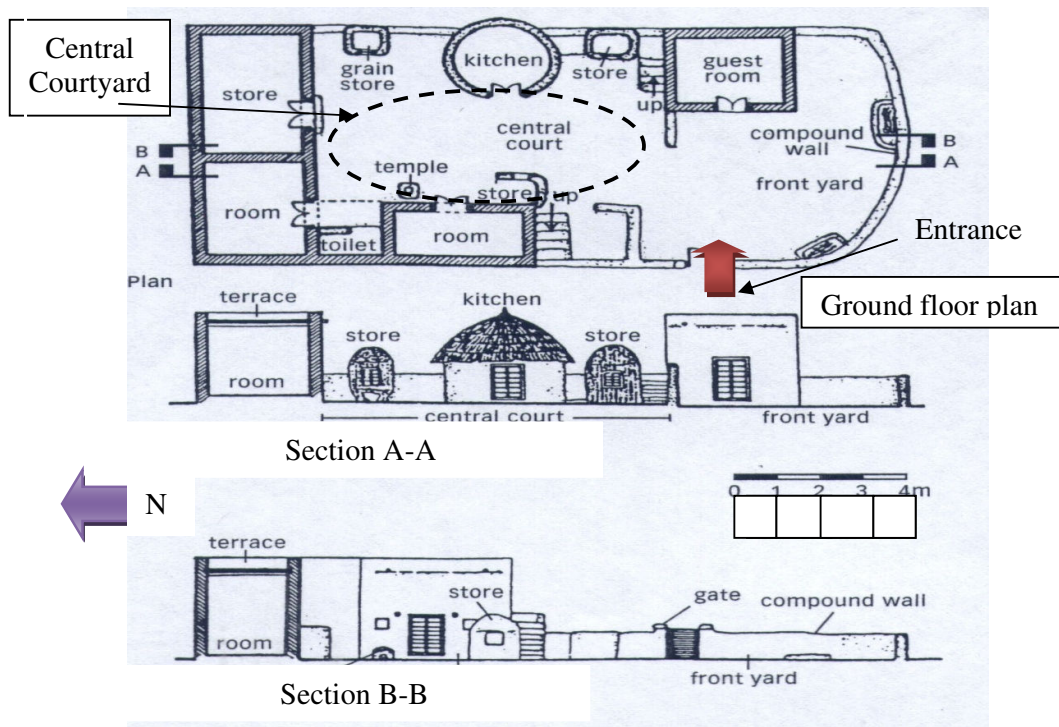 Central
Courtyard
grain
store
kitchen
store
guest
room
up
store
central
court
compound
wall
B
A
B
A
temple
store up
front yard
room
toilet
room
Entrance
Plan
Ground floor plan
terrace
kitchen
store
store
room
central court
front yard
Section A-A
N
0 1 2 3 4m
terrace
store
gate
compound wall
room
front yard
Section B-B